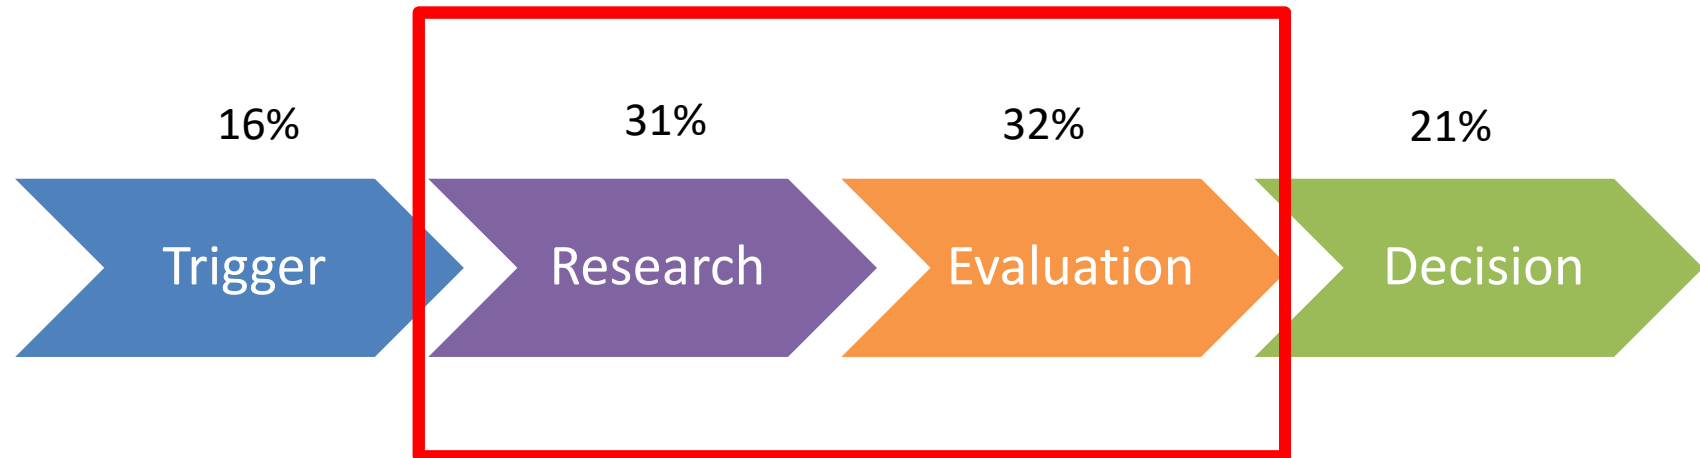 16% 31% 32% 21%
Trigger Research Evaluation Decision